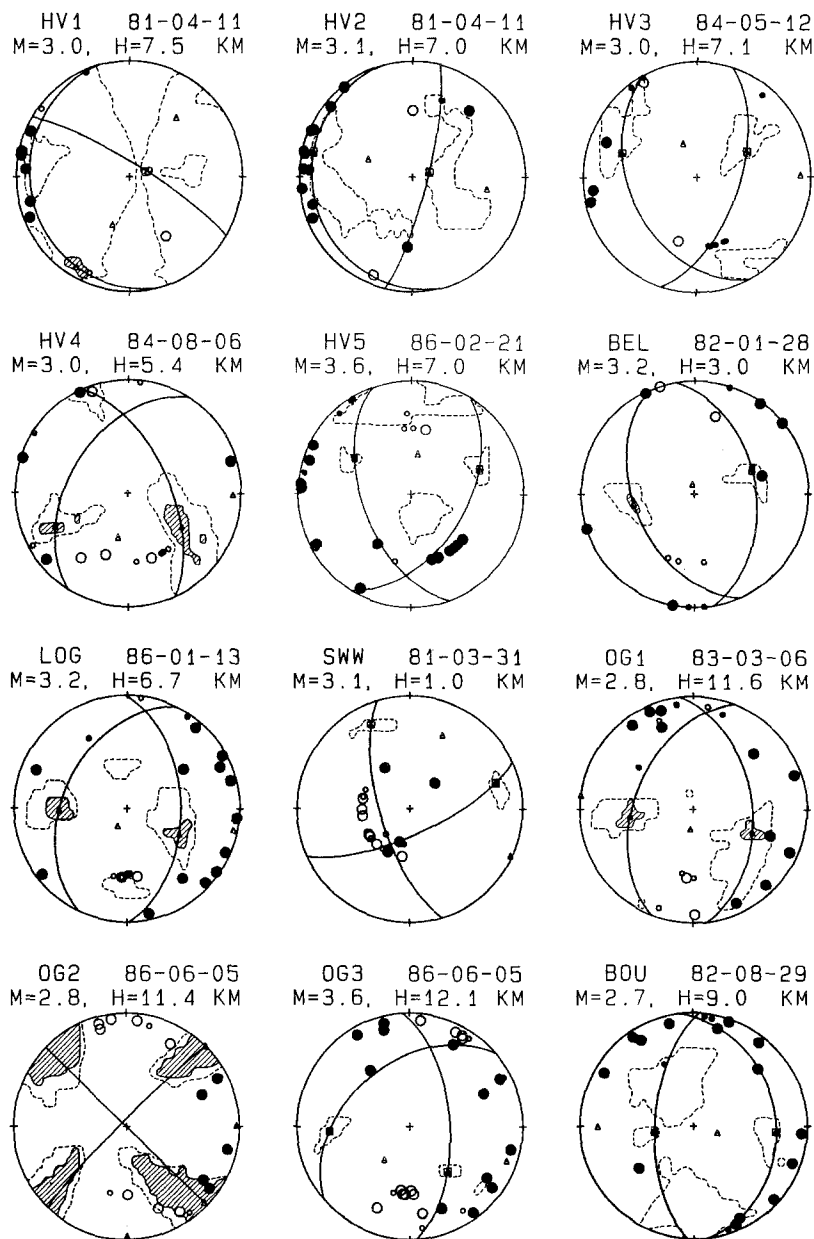 HV1 81-04-11
M=3.0, H=7.5 KM
HV2 81-04-11
M=3.1, H=7.0 KM
HV3 84-05-12
M=3.0, H=7.1 KM
HV4 84-08-06
M=3.0, H=5.4 KM
HV5 86-02-21
M=3.6, H=7.0 KM
BEL 82-01-28
M=3.2, H=3.0 KM
LOG 86-01-13
M=3.2, H=6.7 KM
SWW 81-03-31
M=3.1, H=1.0 KM
OG1 83-03-06
M=2.8, H=11.6 KM
OG2 86-06-05
M=2.8, H=11.4 KM
OG3 86-06-05
M=3.6, H=12.1 KM
BOU 82-08-29
M=2.7, H=9.0 KM